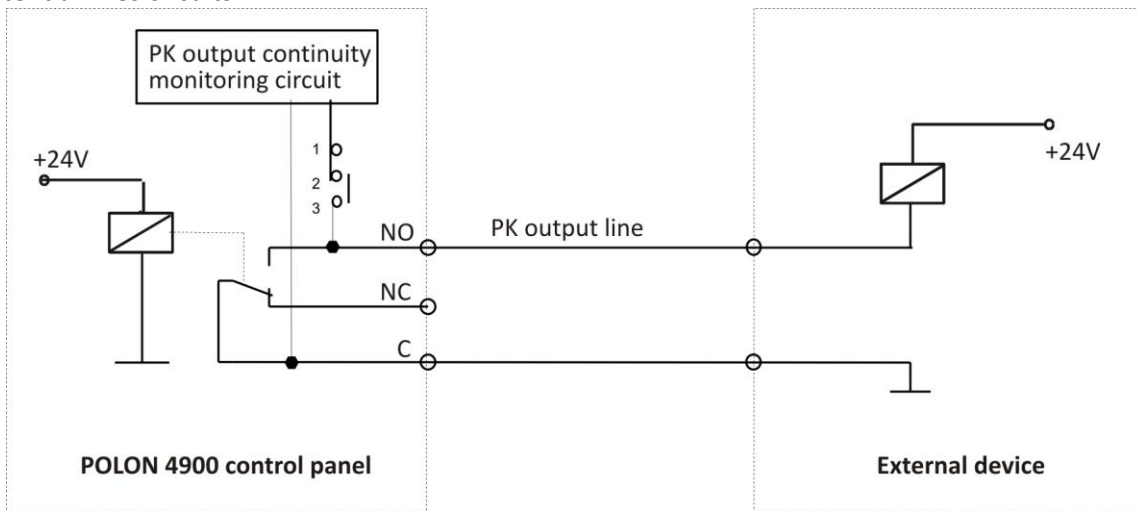 PK output continuity
monitoring circuit
+24V
1
2
3
NO
PK output line
NC
C
+24V
POLON 4900 control panel
External device